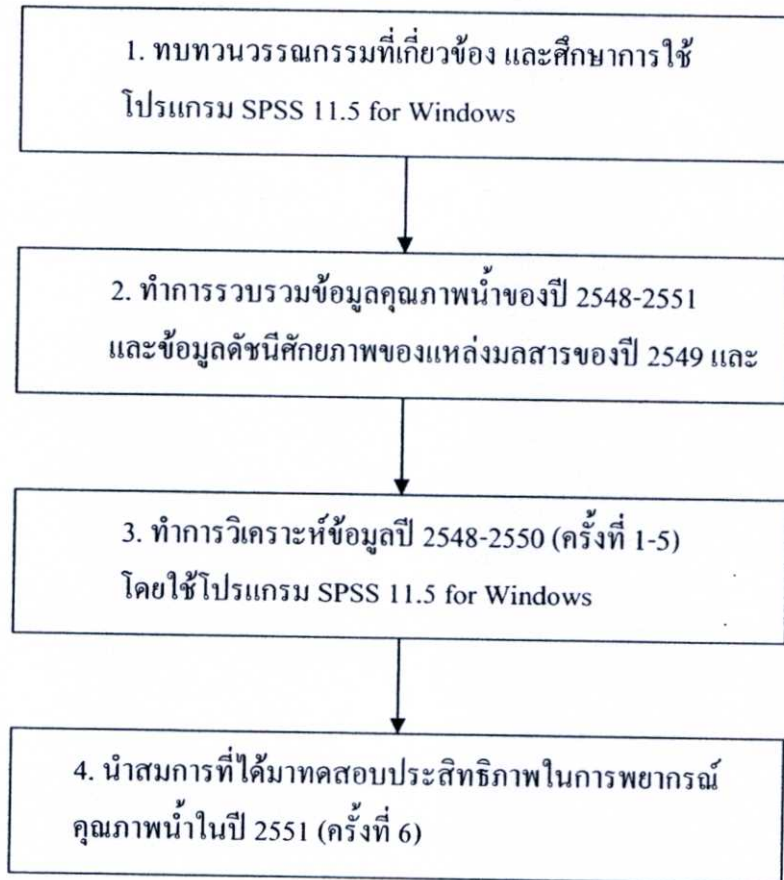 1. ทบทวนวรรณกรรมที่เกี่ยวข้อง และศึกษาการใช้
โปรแกรม SPSS 11.5 for Windows
2. ทำการรวบรวมข้อมูลคุณภาพน้ำของปี 2548-2551
และข้อมูลดัชนีศักยภาพของแหล่งมลสารของปี 2549 และ
3. ทำการวิเคราะห์ข้อมูลปี 2548-2550 (ครั้งที่ 1-5)
โดยใช้โปรแกรม SPSS 11.5 for Windows
4. นำสมการที่ได้มาทดสอบประสิทธิภาพในการพยากรณ์
คุณภาพน้ำในปี 2551 (ครั้งที่ 6)